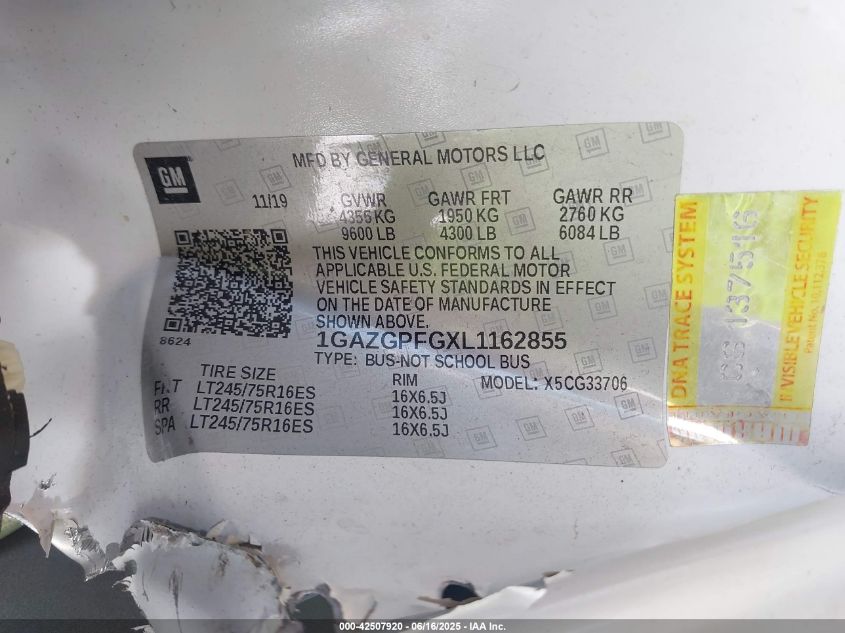 GM
MFD BY GENERAL MOTORS LLC
11/19 GVWR GAWR FRT GAWR RR
4355 KG 1950 KG 2760 KG
9600 LB 4300 LB 6084 LB
THIS VEHICLE CONFORMS TO ALL
APPLICABLE U.S. FEDERAL MOTOR
VEHICLE SAFETY STANDARDS IN EFFECT
ON THE DATE OF MANUFACTURE
SHOWN ABOVE.
8624
1GAZGPFGXL1162855
TYPE: BUS-NOT SCHOOL BUS
TIRE SIZE RIM MODEL: X5CG33706
FRT LT245/75R16ES 16X6.5J
RR LT245/75R16ES 16X6.5J
SPA LT245/75R16ES 16X6.5J
DNA TRACE SYSTEM
137516
INVISIBLE VEHICLE SECURITY
000-42507920 - 06/16/2025 - IAA Inc.